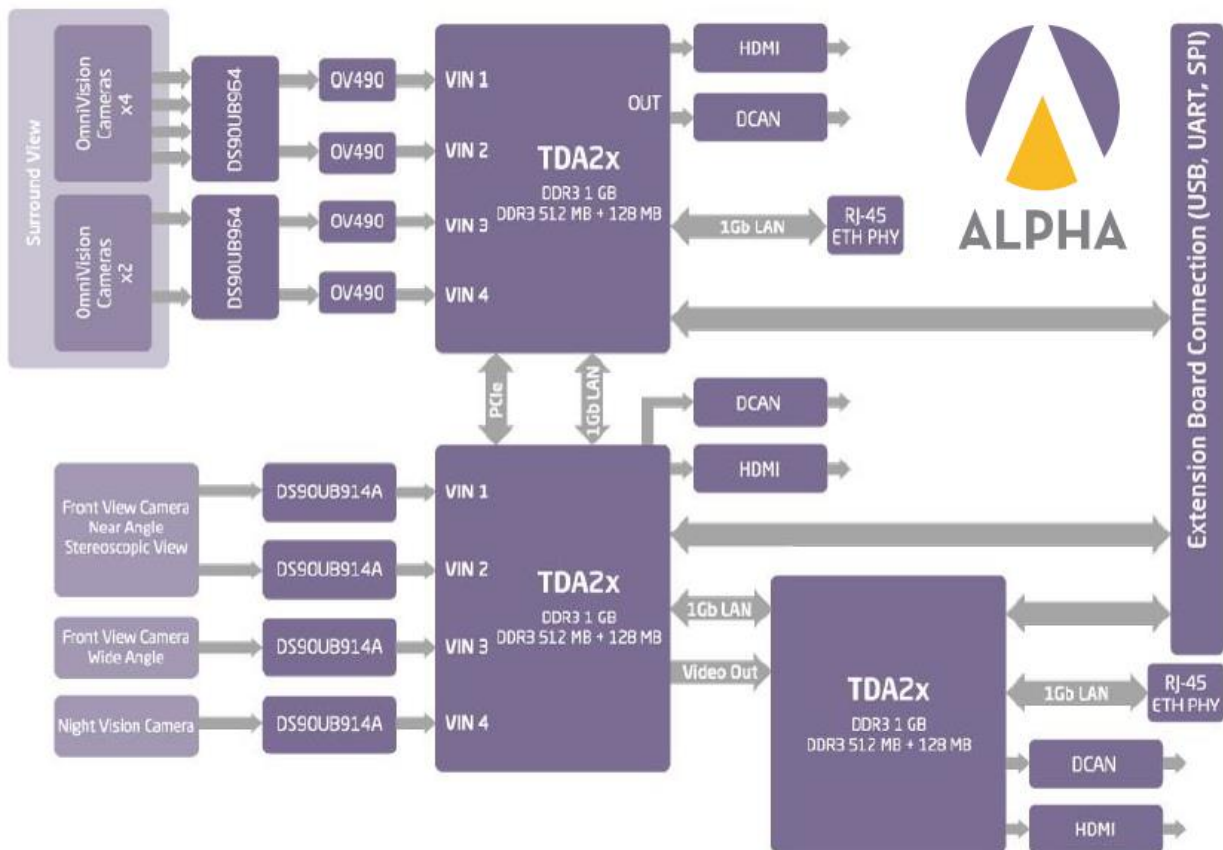 Surround View
OmniVision
Cameras
x4
DS90UB964
OV490
OV490
VIN 1
VIN 2
OmniVision
Cameras
x2
DS90UB964
OV490
OV490
VIN 3
VIN 4
OUT
TDA2x
DDR3 1 GB
DDR3 512 MB + 128 MB
HDMI
DCAN
1Gb LAN
RJ-45
ETH PHY
ALPHA
Extension Board Connection (USB, UART, SPI)
PCIe
1Gb LAN
DCAN
HDMI
Front View Camera
Near Angle
Stereoscopic View
DS90UB914A
DS90UB914A
VIN 1
VIN 2
Front View Camera
Wide Angle
DS90UB914A
VIN 3
Night Vision Camera
DS90UB914A
VIN 4
TDA2x
DDR3 1 GB
DDR3 512 MB + 128 MB
1Gb LAN
Video Out
TDA2x
DDR3 1 GB
DDR3 512 MB + 128 MB
1Gb LAN
RJ-45
ETH PHY
DCAN
HDMI